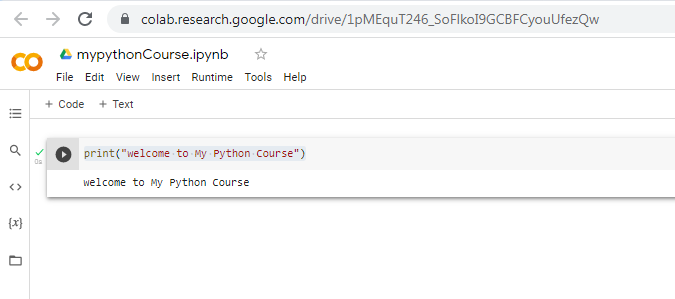 colab.research.google.com/drive/1pMEquT246_SoFlkoI9GCBFCyouUfezQw
mypythonCourse.ipynb
File Edit View Insert Runtime Tools Help
+ Code + Text
print("welcome to My Python Course")
0s
welcome to My Python Course
{x}